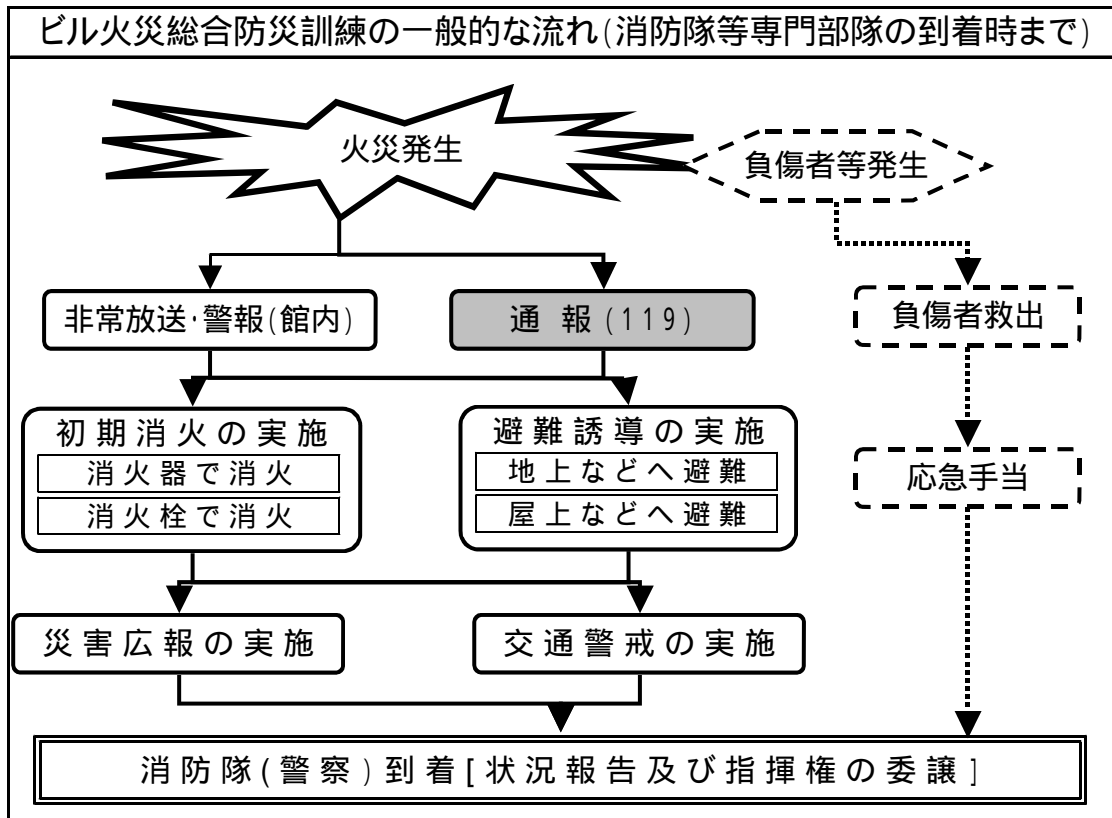 ビル火災総合防災訓練の一般的な流れ(消防隊等専門部隊の到着時まで)
火災発生
負傷者等発生
非常放送・警報(館内)
通 報 (119)
負傷者救出
初期消火の実施
消火器で消火
消火栓で消火
避難誘導の実施
地上などへ避難
屋上などへ避難
応急手当
災害広報の実施
交通警戒の実施
消防隊(警察)到着[状況報告及び指揮権の委譲]